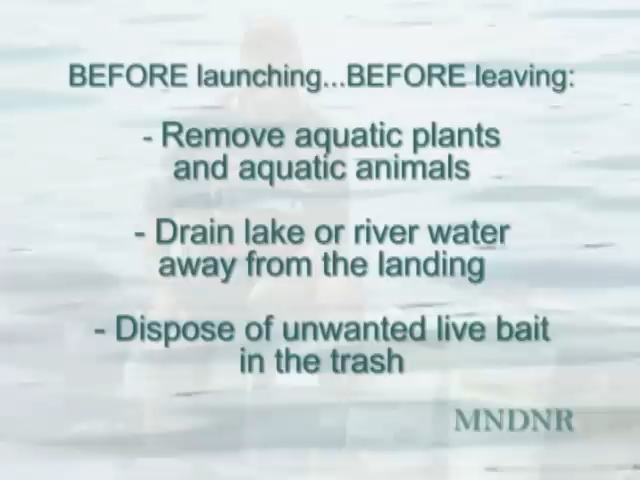 BEFORE launching...BEFORE leaving:
- Remove aquatic plants
and aquatic animals
- Drain lake or river water
away from the landing
- Dispose of unwanted live bait
in the trash
MNDNR